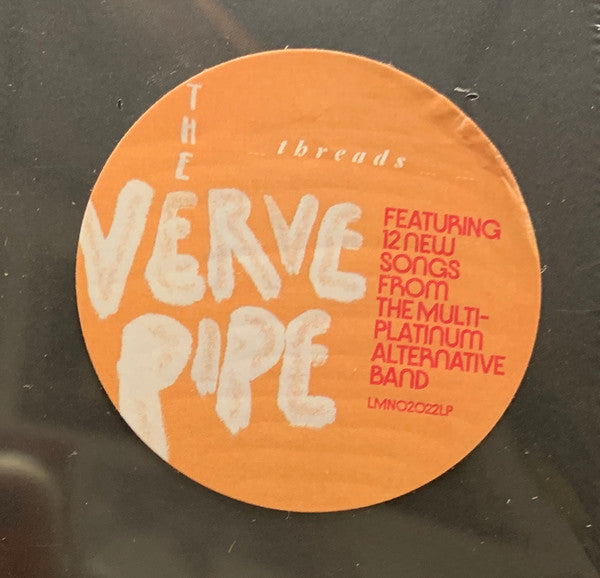 THE
threads
VERVE
PIPE
FEATURING
12 NEW
SONGS
FROM
THE MULTI-
PLATINUM
ALTERNATIVE
BAND
LMNO2022LP